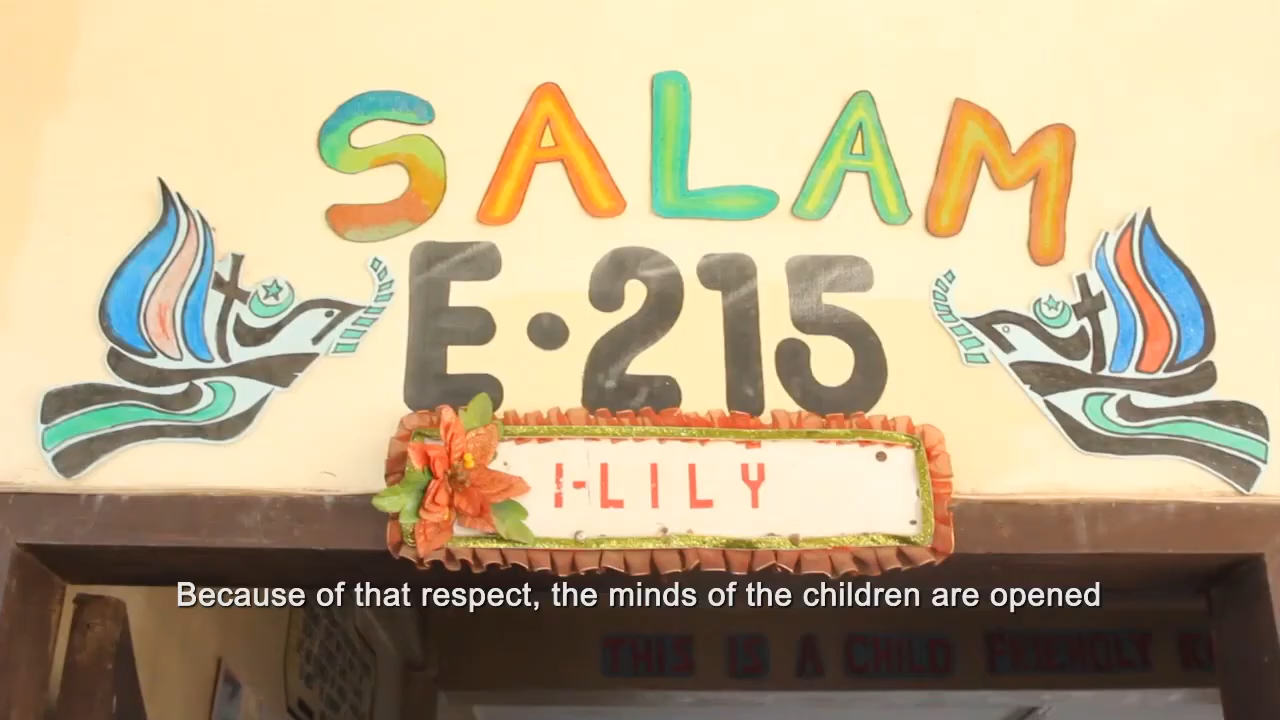 SALAM
E·215
I-LILY
Because of that respect, the minds of the children are opened
THIS IS A CHILD FRIENDLY